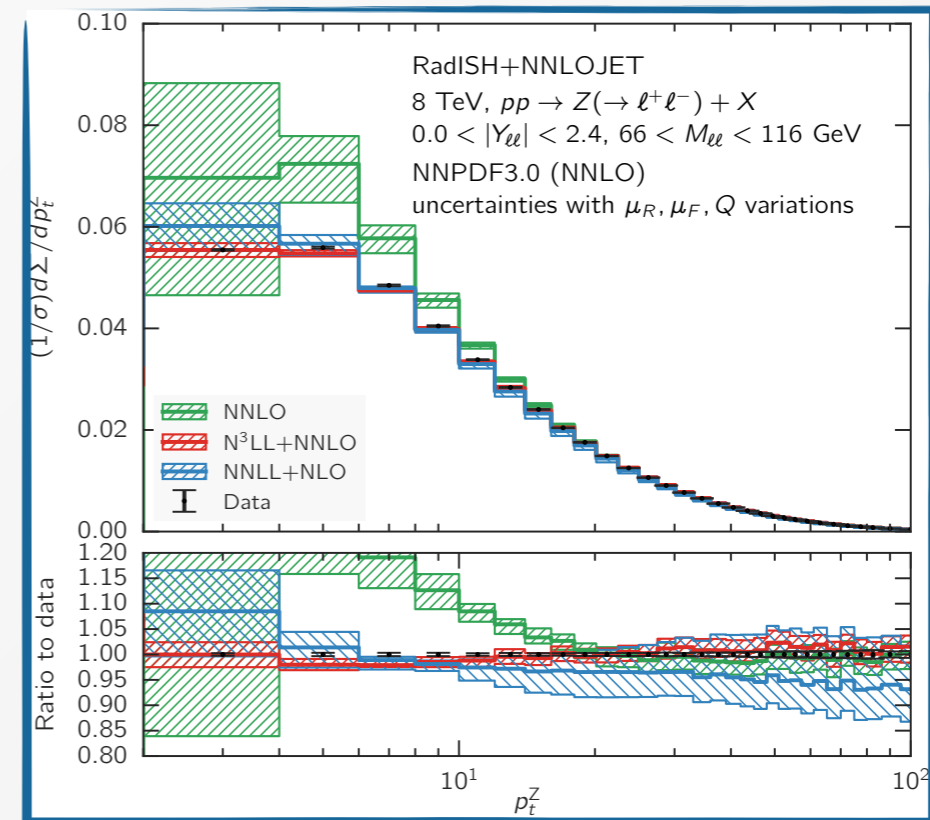 0.10
0.08
0.06
0.04
0.02
0.00
(1/σ)dΣ/dp_t^Z
RadISH+NNLOJET
8 TeV, pp → Z(→ ℓ⁺ℓ⁻) + X
0.0 < |Y_ℓℓ| < 2.4, 66 < M_ℓℓ < 116 GeV
NNPDF3.0 (NNLO)
uncertainties with μ_R, μ_F, Q variations
NNLO
N³LL+NNLO
NNLL+NLO
Data
1.20
1.15
1.10
1.05
1.00
0.95
0.90
0.85
0.80
Ratio to data
10¹
10²
p_t^Z